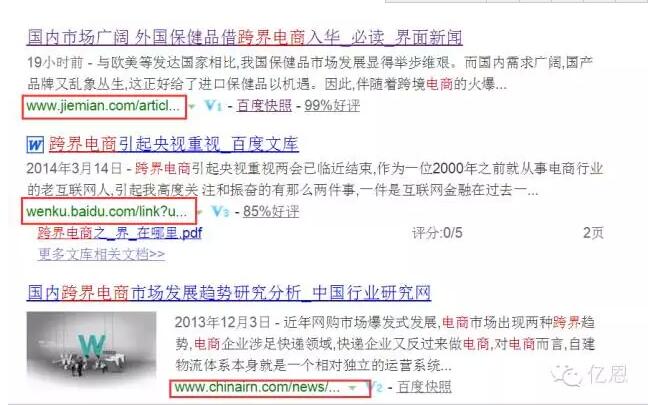 国内市场广阔 外国保健品借跨界电商入华_必读_界面新闻
19小时前 - 与欧美等发达国家相比,我国保健品市场发展显得举步维艰。而国内需求广阔,国产
品牌又乱象丛生,这正好给了进口保健品以机遇。因此,伴随着跨境电商的火爆...
www.jiemian.com/articl... V1 - 百度快照 - 99%好评
W 跨界电商引起央视重视_百度文库
2014年3月14日 - 跨界电商引起央视重视两会已临近结束,作为一位2000年之前就从事电商行业
的老互联网人,引起我高度关 注和振奋的有那么两件事,一件是互联网金融在过去一...
wenku.baidu.com/link?u... V3 - 85%好评
跨界电商之_界_在哪里.pdf 评分:0/5 2页
更多文库相关文档>>
国内跨界电商市场发展趋势研究分析_中国行业研究网
W
2013年12月3日 - 近年网购市场爆发式发展,电商市场出现两种跨界趋
势,电商企业涉足快递领域,快递企业又反过来做电商,对电商而言,自建
物流体系本身就是一个相对独立的运营系统...
www.chinairn.com/news/... V2 - 百度快照
亿恩